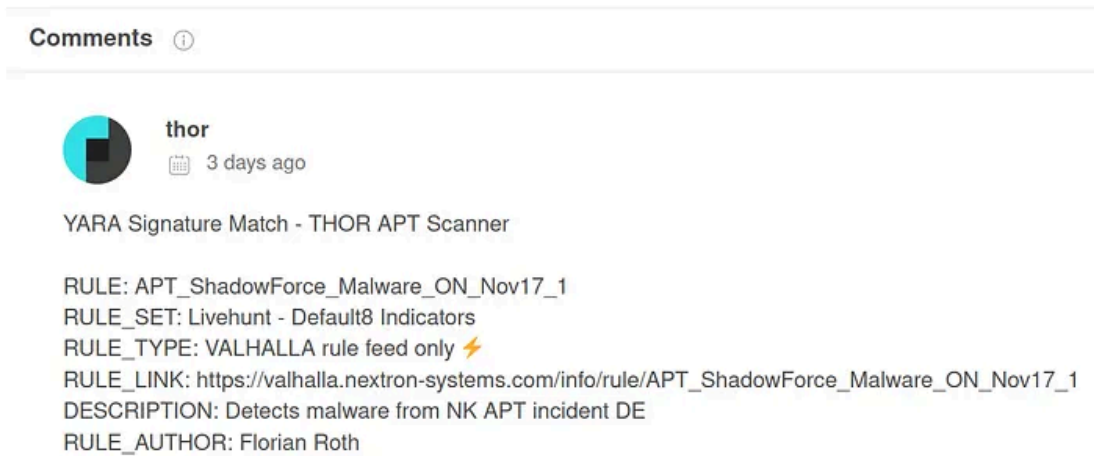 Comments
thor
3 days ago
YARA Signature Match - THOR APT Scanner
RULE: APT_ShadowForce_Malware_ON_Nov17_1
RULE_SET: Livehunt - Default8 Indicators
RULE_TYPE: VALHALLA rule feed only ⚡
RULE_LINK: https://valhalla.nextron-systems.com/info/rule/APT_ShadowForce_Malware_ON_Nov17_1
DESCRIPTION: Detects malware from NK APT incident DE
RULE_AUTHOR: Florian Roth